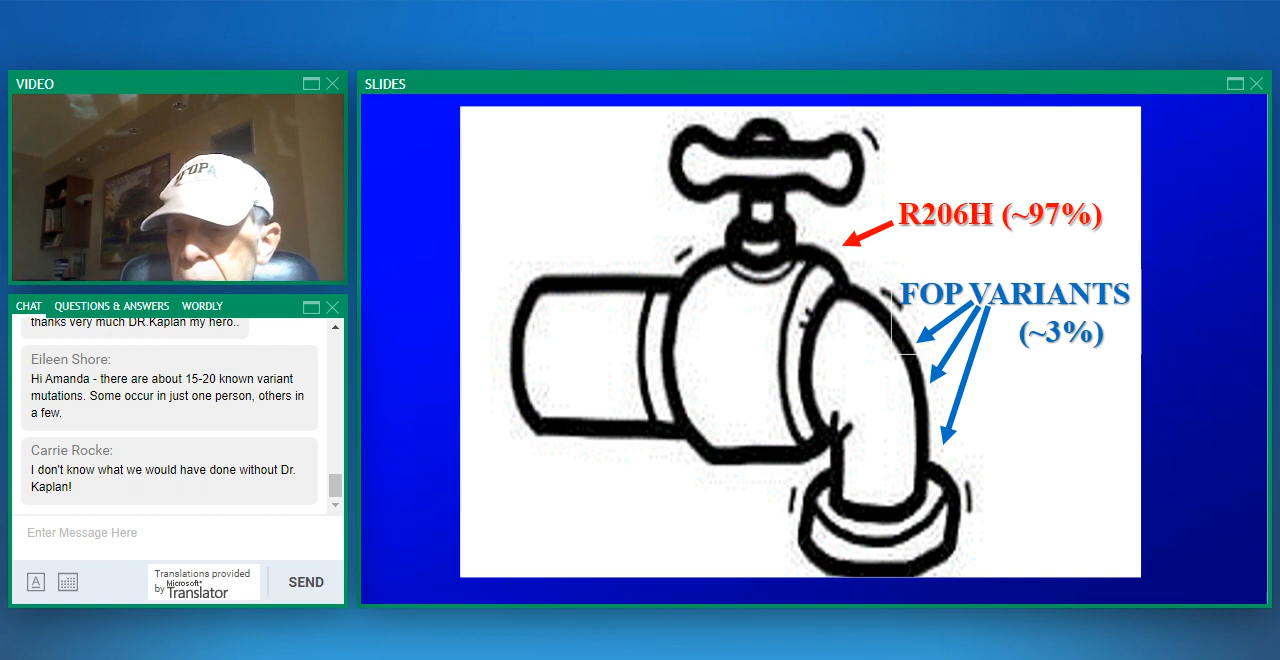 VIDEO
IFOPA
CHAT QUESTIONS & ANSWERS WORDLY
thanks very much DR.Kaplan my hero..
Eileen Shore:
Hi Amanda - there are about 15-20 known variant
mutations. Some occur in just one person, others in
a few.
Carrie Rocke:
I don't know what we would have done without Dr.
Kaplan!
Enter Message Here
A
Translations provided
by Microsoft®
Translator
SEND
SLIDES
R206H (~97%)
FOP VARIANTS
(~3%)